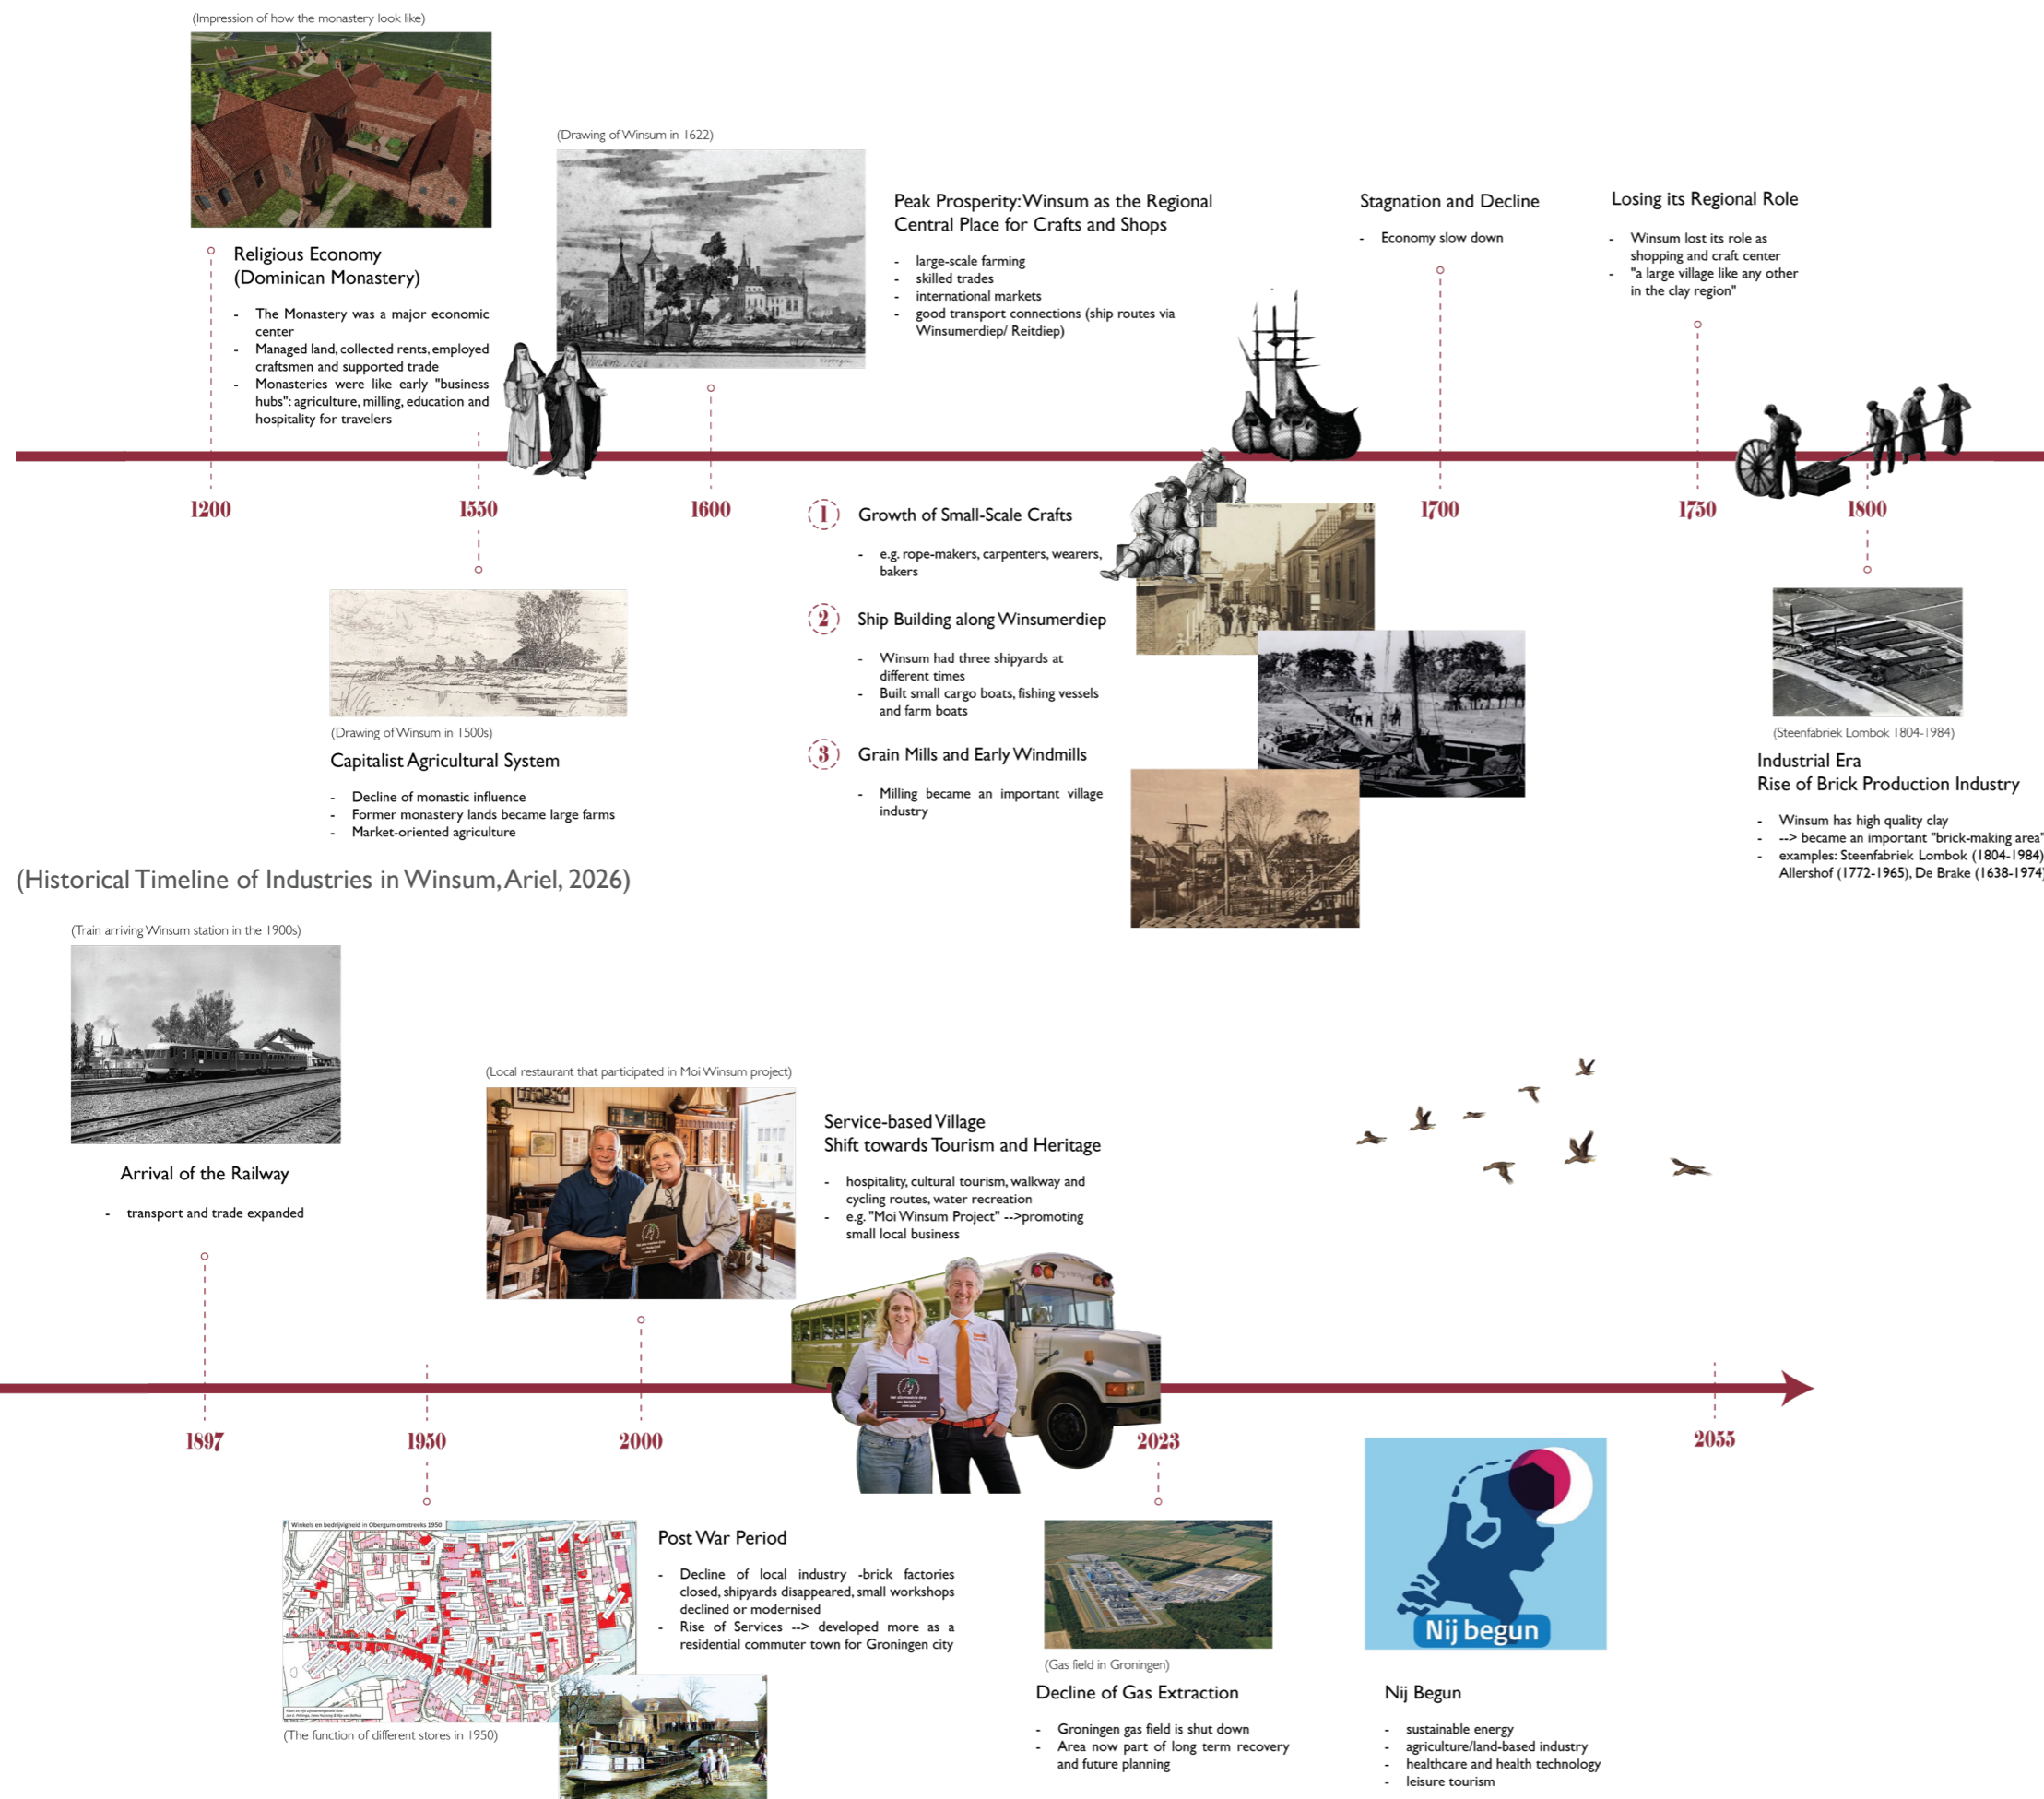 (Impression of how the monastery look like)
Religious Economy
(Dominican Monastery)
- The Monastery was a major economic
center
- Managed land, collected rents, employed
craftsmen and supported trade
- Monasteries were like early "business
hubs": agriculture, milling, education and
hospitality for travelers
(Drawing of Winsum in 1622)
Peak Prosperity: Winsum as the Regional
Central Place for Crafts and Shops
- large-scale farming
- skilled trades
- international markets
- good transport connections (ship routes via
Winsumerdiep/ Reitdiep)
Stagnation and Decline
- Economy slow down
Losing its Regional Role
- Winsum lost its role as
shopping and craft center
- "a large village like any other
in the clay region"
1200
1550
1600
1700
1750
1800
(Drawing of Winsum in 1500s)
Capitalist Agricultural System
- Decline of monastic influence
- Former monastery lands became large farms
- Market-oriented agriculture
1 Growth of Small-Scale Crafts
- e.g. rope-makers, carpenters, wearers,
bakers
2 Ship Building along Winsumerdiep
- Winsum had three shipyards at
different times
- Built small cargo boats, fishing vessels
and farm boats
3 Grain Mills and Early Windmills
- Milling became an important village
industry
(Steenfabriek Lombok 1804-1984)
Industrial Era
Rise of Brick Production Industry
- Winsum has high quality clay
- --> became an important "brick-making area"
- examples: Steenfabriek Lombok (1804-1984)
Allershof (1772-1965), De Brake (1638-1974)
(Historical Timeline of Industries in Winsum, Ariel, 2026)
(Train arriving Winsum station in the 1900s)
Arrival of the Railway
- transport and trade expanded
(Local restaurant that participated in Moi Winsum project)
Service-based Village
Shift towards Tourism and Heritage
- hospitality, cultural tourism, walkway and
cycling routes, water recreation
- e.g. "Moi Winsum Project" -->promoting
small local business
1897
1950
2000
2023
2055
Winkels en bedrijvigheid in Obergum omstreeks 1950
(The function of different stores in 1950)
Post War Period
- Decline of local industry -brick factories
closed, shipyards disappeared, small workshops
declined or modernised
- Rise of Services --> developed more as a
residential commuter town for Groningen city
(Gas field in Groningen)
Decline of Gas Extraction
- Groningen gas field is shut down
- Area now part of long term recovery
and future planning
Nij begun
Nij Begun
- sustainable energy
- agriculture/land-based industry
- healthcare and health technology
- leisure tourism